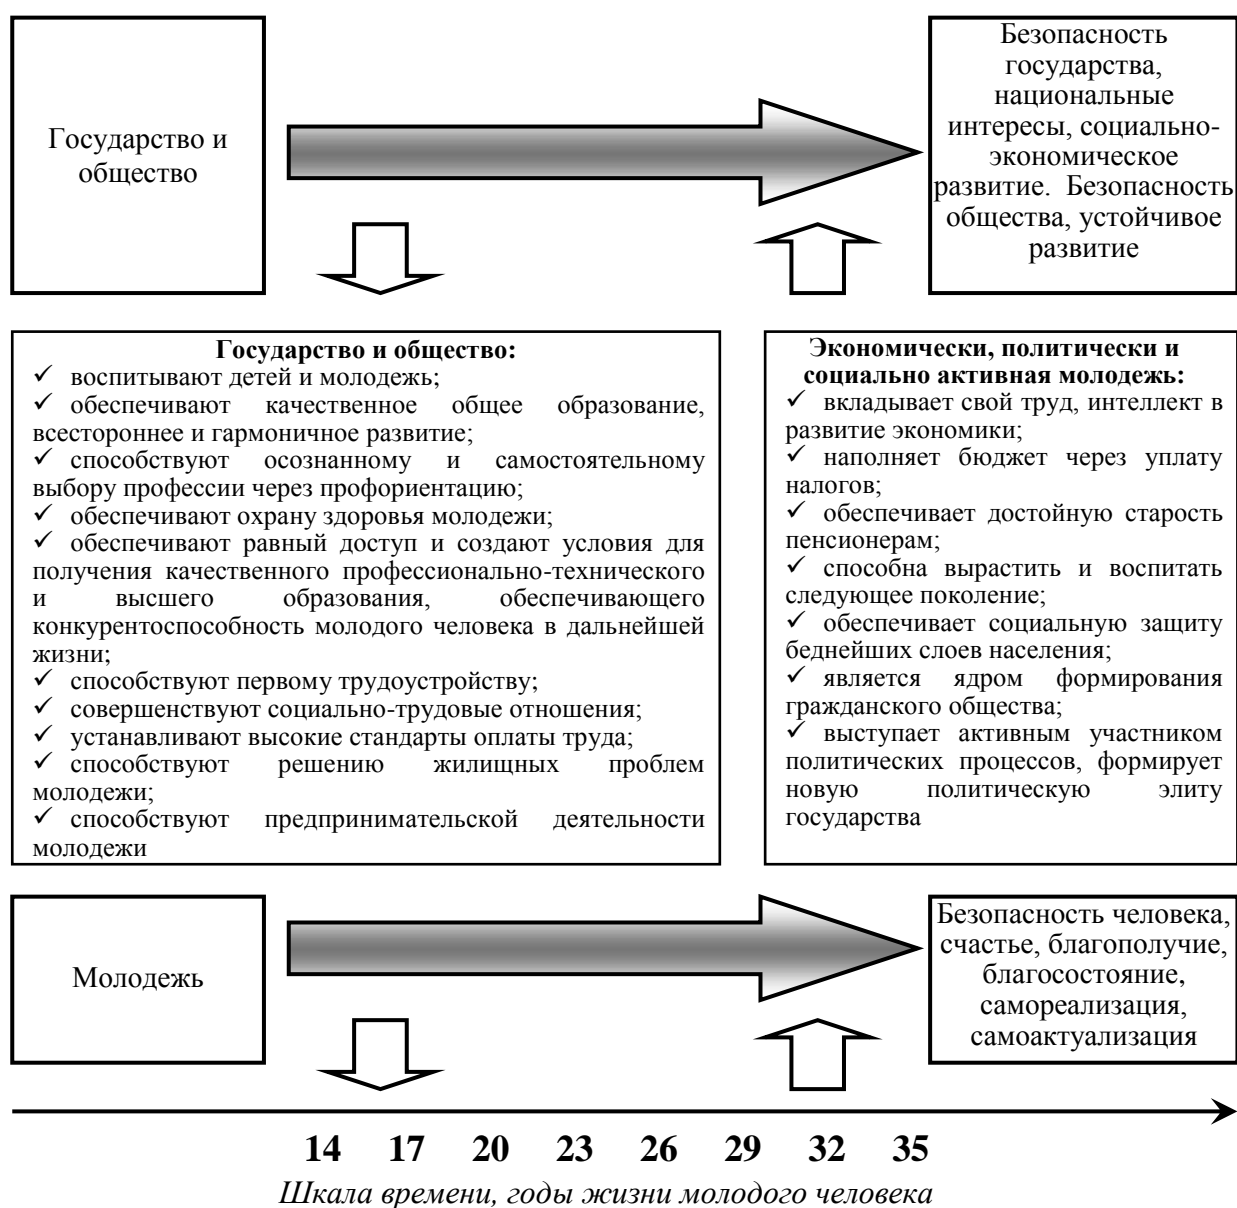 Государство и
общество
Безопасность
государства,
национальные
интересы, социально-
экономическое
развитие. Безопасность
общества, устойчивое
развитие
Государство и общество:
✓ воспитывают детей и молодежь;
✓ обеспечивают качественное общее образование,
всестороннее и гармоничное развитие;
✓ способствуют осознанному и самостоятельному
выбору профессии через профориентацию;
✓ обеспечивают охрану здоровья молодежи;
✓ обеспечивают равный доступ и создают условия для
получения качественного профессионально-технического
и высшего образования, обеспечивающего
конкурентоспособность молодого человека в дальнейшей
жизни;
✓ способствуют первому трудоустройству;
✓ совершенствуют социально-трудовые отношения;
✓ устанавливают высокие стандарты оплаты труда;
✓ способствуют решению жилищных проблем
молодежи;
✓ способствуют предпринимательской деятельности
молодежи
Экономически, политически и
социально активная молодежь:
✓ вкладывает свой труд, интеллект в
развитие экономики;
✓ наполняет бюджет через уплату
налогов;
✓ обеспечивает достойную старость
пенсионерам;
✓ способна вырастить и воспитать
следующее поколение;
✓ обеспечивает социальную защиту
беднейших слоев населения;
✓ является ядром формирования
гражданского общества;
✓ выступает активным участником
политических процессов, формирует
новую политическую элиту
государства
Молодежь
Безопасность человека,
счастье, благополучие,
благосостояние,
самореализация,
самоактуализация
14 17 20 23 26 29 32 35
Шкала времени, годы жизни молодого человека